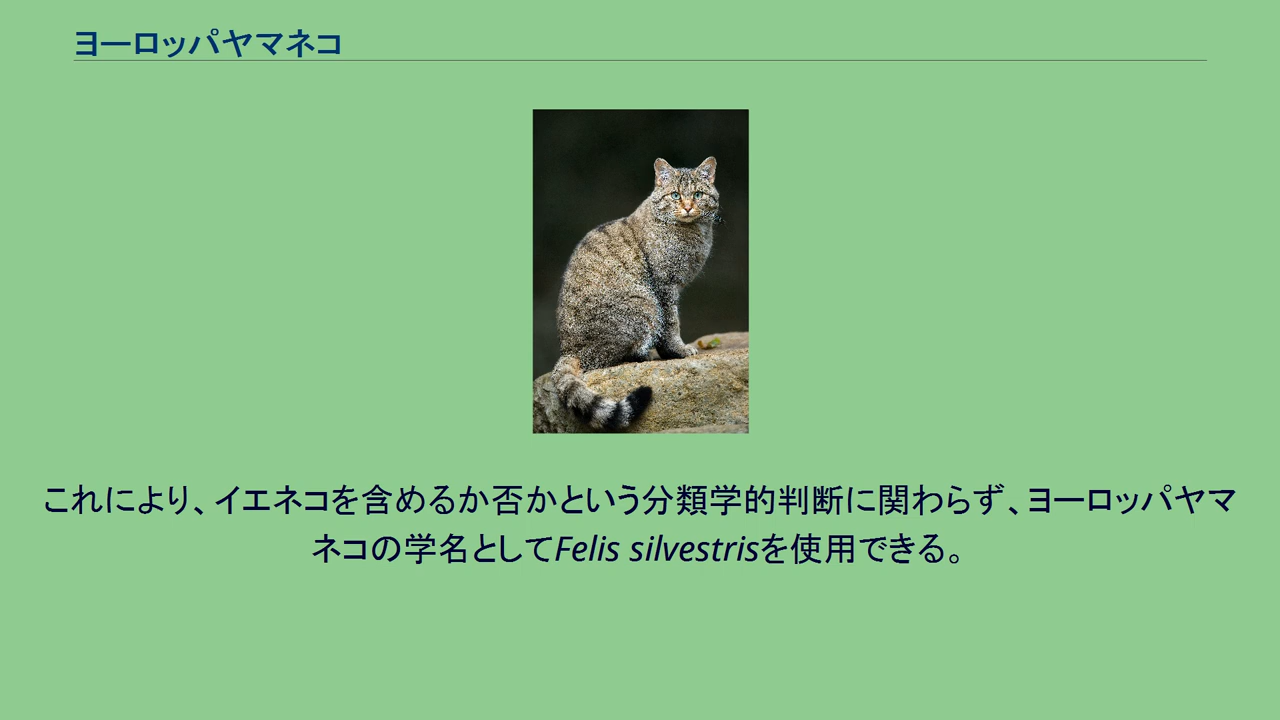 ヨーロッパヤマネコ
これにより、イエネコを含めるか否かという分類学的判断に関わらず、ヨーロッパヤマ
ネコの学名としてFelis silvestrisを使用できる。